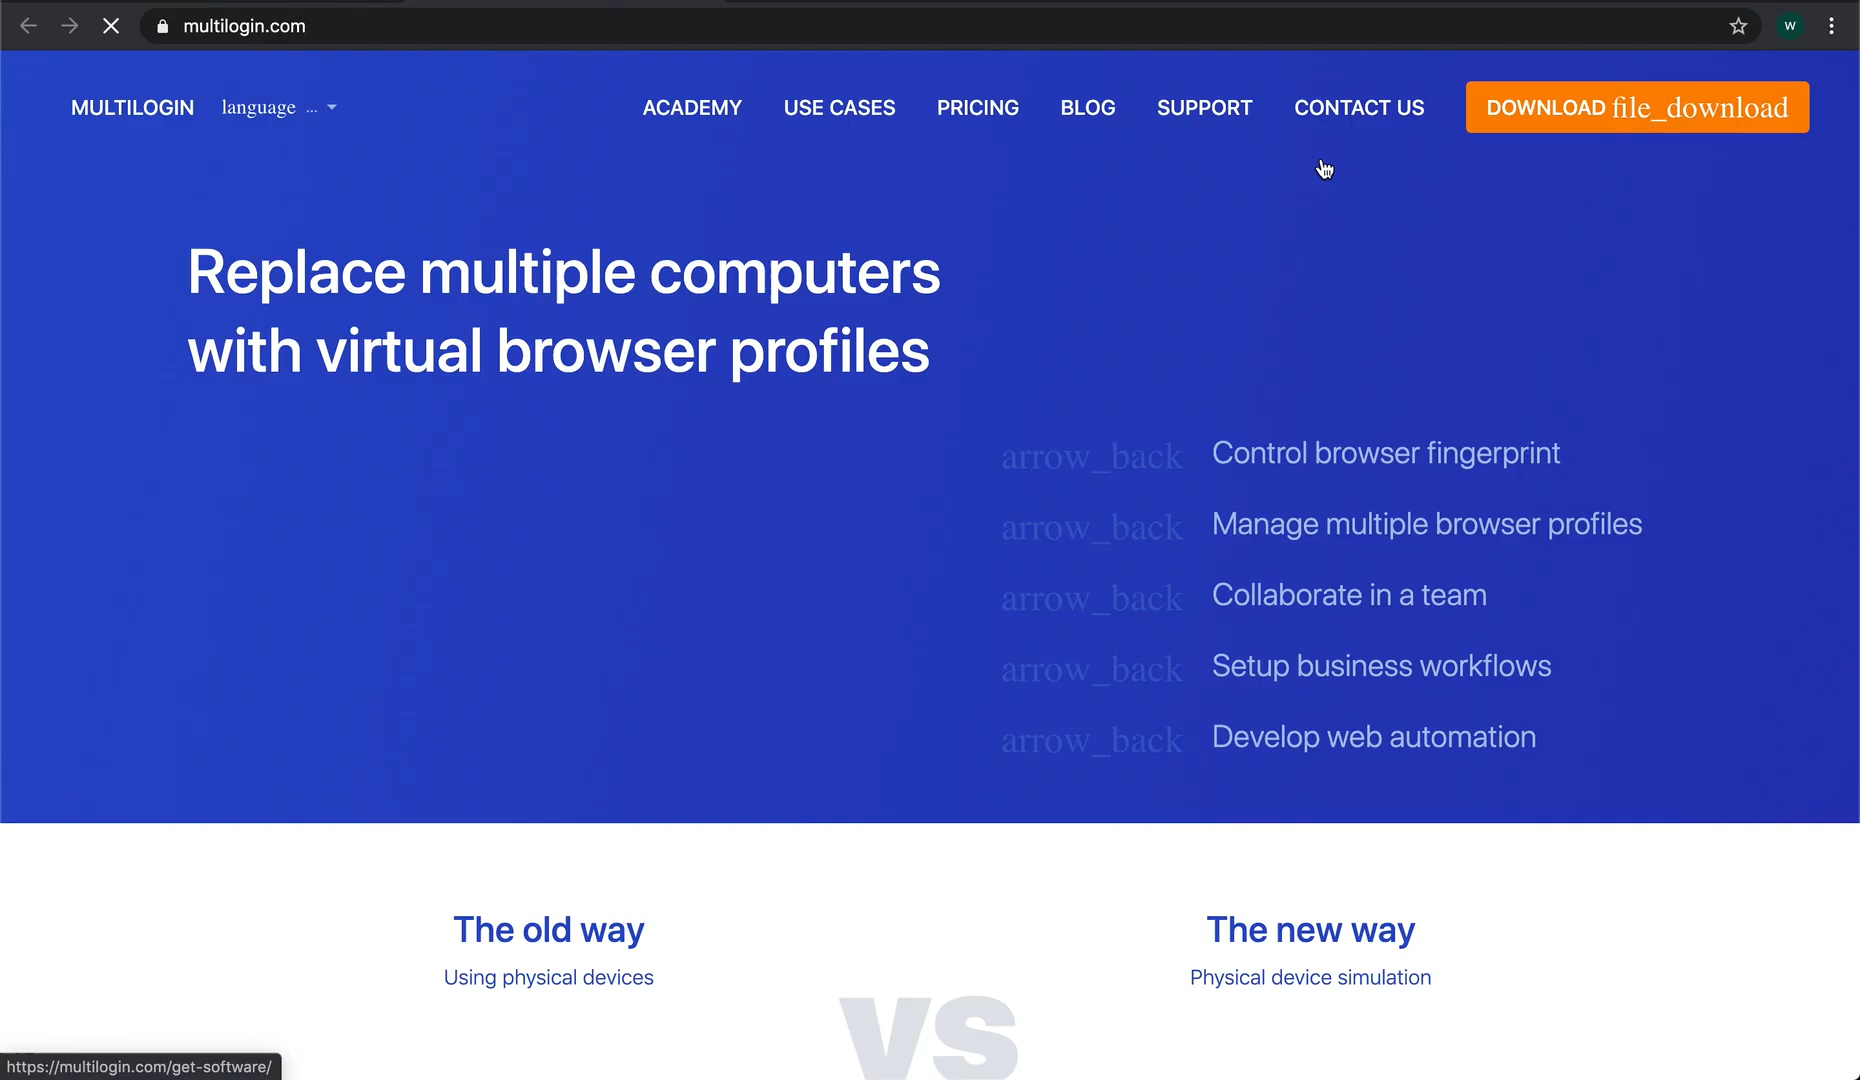 multilogin.com
W
MULTILOGIN language ...
ACADEMY USE CASES PRICING BLOG SUPPORT CONTACT US DOWNLOAD file_download
Replace multiple computers
with virtual browser profiles
arrow_back Control browser fingerprint
arrow_back Manage multiple browser profiles
arrow_back Collaborate in a team
arrow_back Setup business workflows
arrow_back Develop web automation
The old way
Using physical devices
VS
The new way
Physical device simulation
https://multilogin.com/get-software/